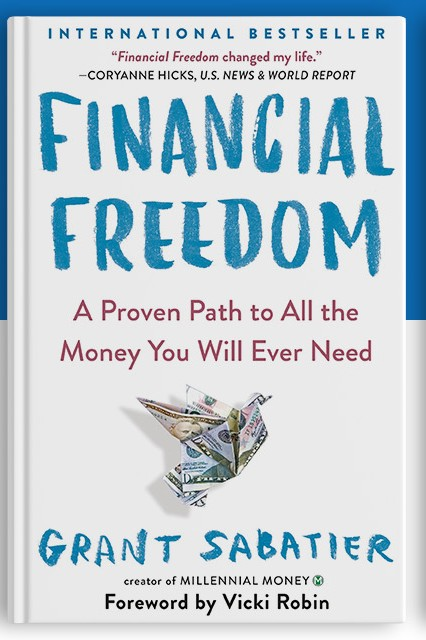 INTERNATIONAL BESTSELLER
“Financial Freedom changed my life.”
—CORYANNE HICKS, U.S. NEWS & WORLD REPORT
FINANCIAL
FREEDOM
A Proven Path to All the
Money You Will Ever Need
GRANT SABATIER
creator of MILLENNIAL MONEY M
Foreword by Vicki Robin